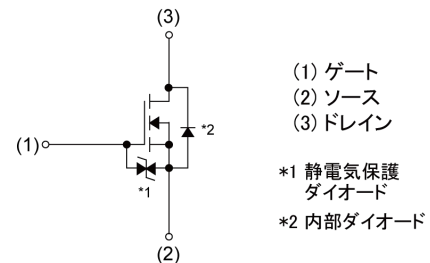 (3)
(1)
*2
*1
(2)
(1) ゲート
(2) ソース
(3) ドレイン
*1 静電気保護
ダイオード
*2 内部ダイオード